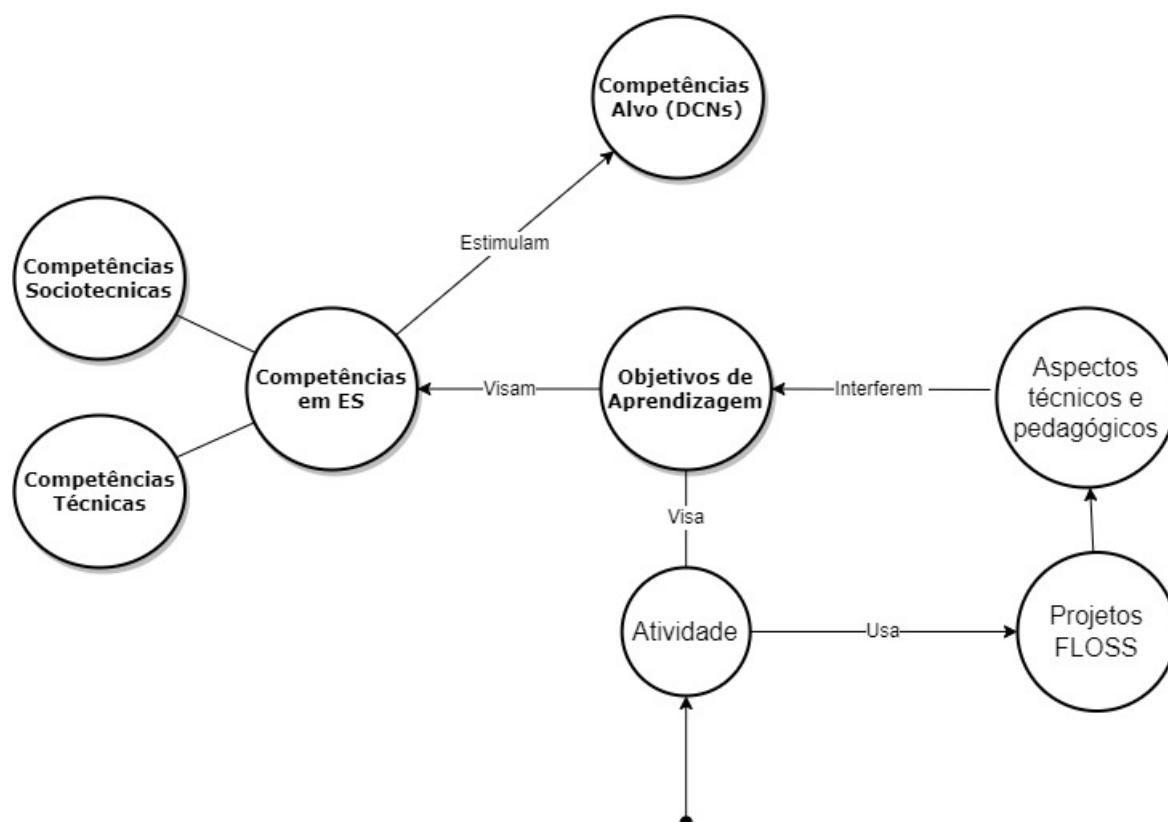 Competências
Alvo (DCNs)
Estimulam
Competências
Sociotecnicas
Competências
em ES
Visam
Objetivos de
Aprendizagem
Interferem
Aspectos
técnicos e
pedagógicos
Competências
Técnicas
Visa
Atividade
Usa
Projetos
FLOSS